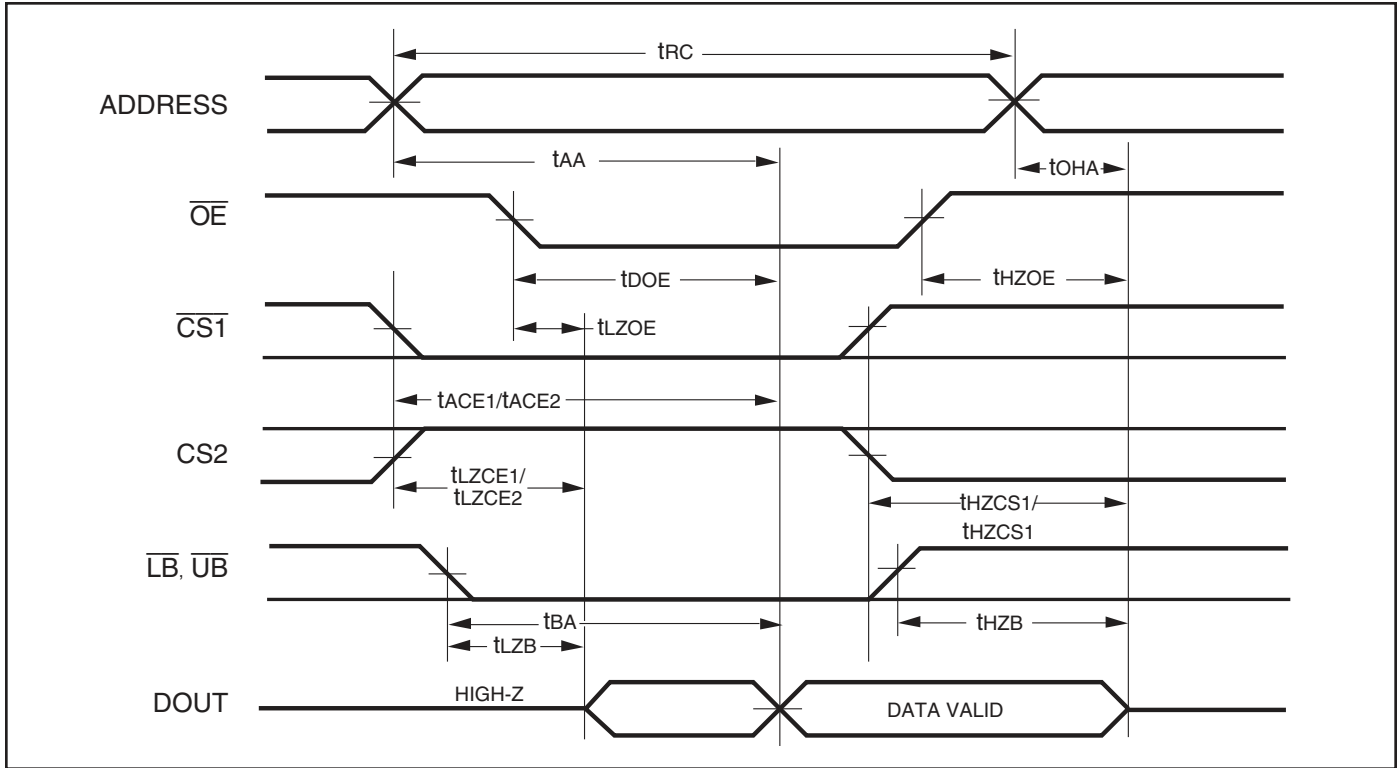 tRC
ADDRESS
tAA
tOHA
OE
tDOE
tHZOE
CS1
tLZOE
tACE1/tACE2
CS2
tLZCE1/
tLZCE2
tHZCS1/
tHZCS1
LB, UB
tBA
tHZB
tLZB
HIGH-Z
DOUT
DATA VALID